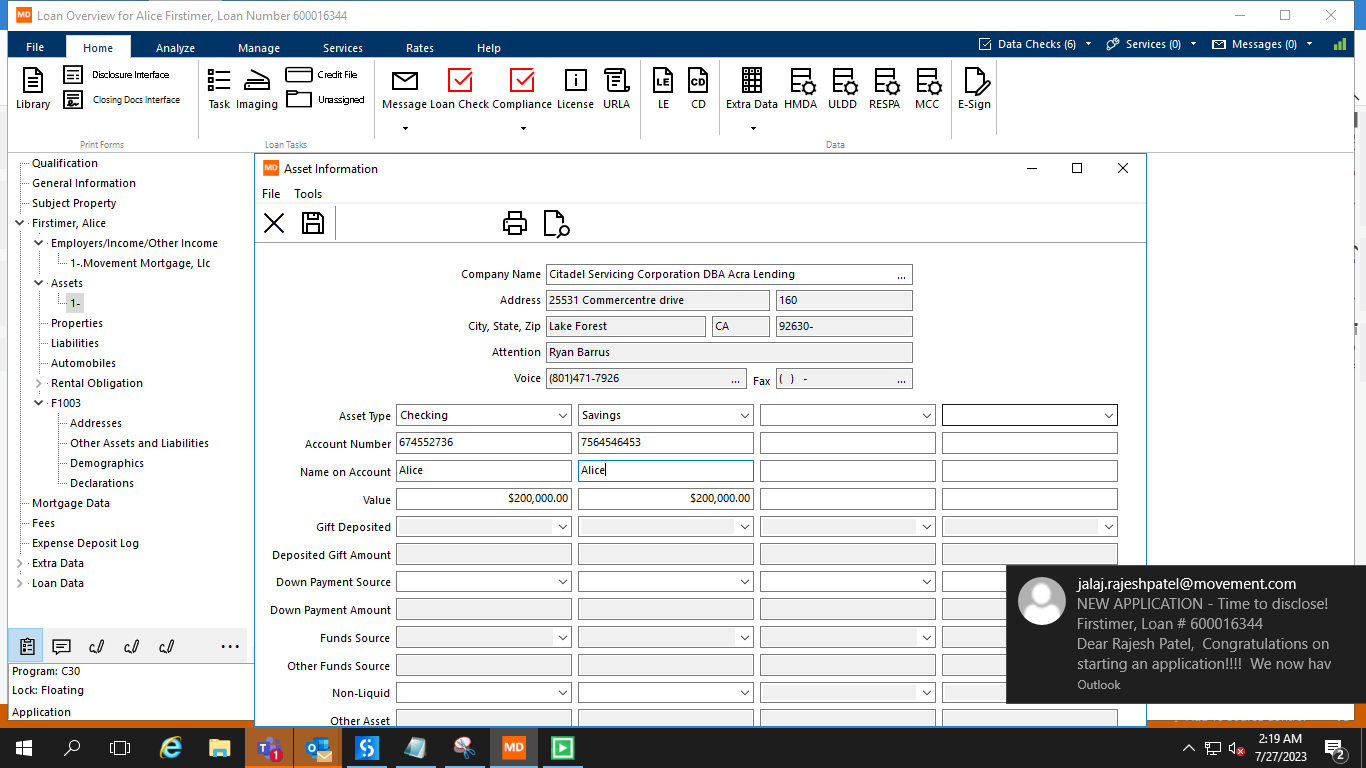 MD Loan Overview for Alice Firstimer, Loan Number 600016344
File Home Analyze Manage Services Rates Help Data Checks (6) Services (0) Messages (0)
Disclosure Interface
Closing Docs Interface
Credit File
Unassigned
Library Task Imaging Message Loan Check Compliance License URLA LE CD Extra Data HMDA ULDD RESPA MCC E-Sign
Print Forms Loan Tasks Data
Qualification
General Information
Subject Property
Firstimer, Alice
Employers/Income/Other Income
1-.Movement Mortgage, Llc
Assets
1-
Properties
Liabilities
Automobiles
Rental Obligation
F1003
Addresses
Other Assets and Liabilities
Demographics
Declarations
Mortgage Data
Fees
Expense Deposit Log
Extra Data
Loan Data
Program: C30
Lock: Floating
Application
MD Asset Information
File Tools
Company Name Citadel Servicing Corporation DBA Acra Lending ...
Address 25531 Commercentre drive 160
City, State, Zip Lake Forest CA 92630-
Attention Ryan Barrus
Voice (801)471-7926 ... Fax ( ) - ...
Asset Type Checking Savings
Account Number 674552736 7564546453
Name on Account Alice Alice
Value $200,000.00 $200,000.00
Gift Deposited
Deposited Gift Amount
Down Payment Source
Down Payment Amount
Funds Source
Other Funds Source
Non-Liquid
Other Asset
jalaj.rajeshpatel@movement.com
NEW APPLICATION - Time to disclose!
Firstimer, Loan # 600016344
Dear Rajesh Patel, Congratulations on
starting an application!!!! We now hav
Outlook
MD
1
2:19 AM
7/27/2023
2